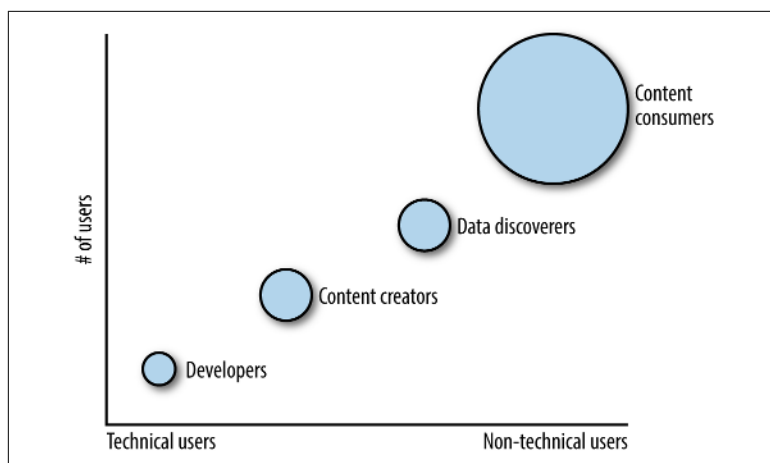 Content
consumers
Data discoverers
Content creators
Developers
# of users
Technical users
Non-technical users